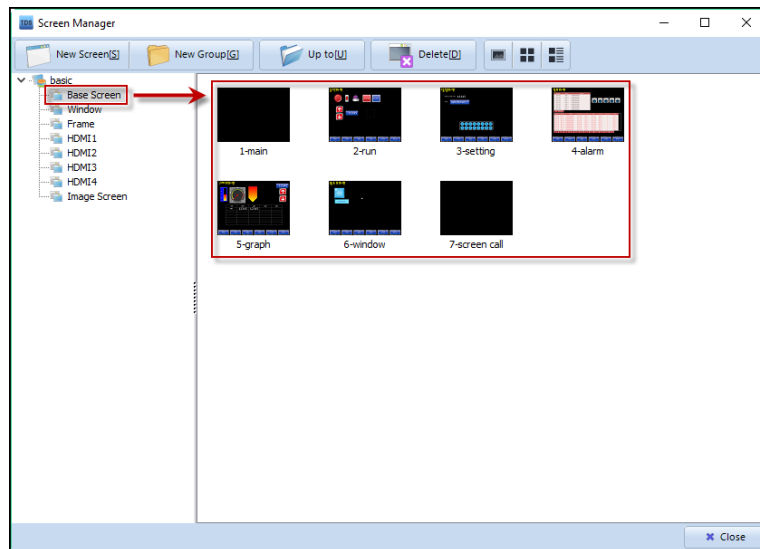 TDS Screen Manager
New Screen[S] New Group[G] Up to[U] Delete[D]
basic
Base Screen
Window
Frame
HDMI1
HDMI2
HDMI3
HDMI4
Image Screen
1-main 2-run 3-setting 4-alarm
5-graph 6-window 7-screen call
Close